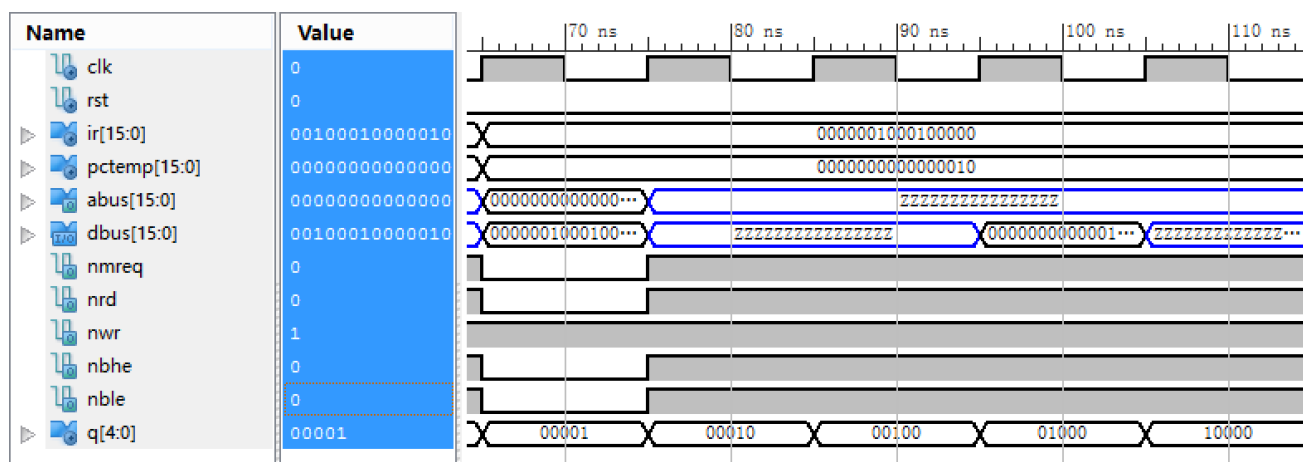 Name Value 70 ns 80 ns 90 ns 100 ns 110 ns
clk 0
rst 0
ir[15:0] 00100010000010 0000001000100000
pctemp[15:0] 00000000000000 0000000000000010
abus[15:0] 00000000000000 0000000000000··· ZZZZZZZZZZZZZZZZ
dbus[15:0] 00100010000010 0000001000100··· ZZZZZZZZZZZZZZZZ 0000000000001··· ZZZZZZZZZZZZZ···
nmreq 0
nrd 0
nwr 1
nbhe 0
nble 0
q[4:0] 00001 00001 00010 00100 01000 10000